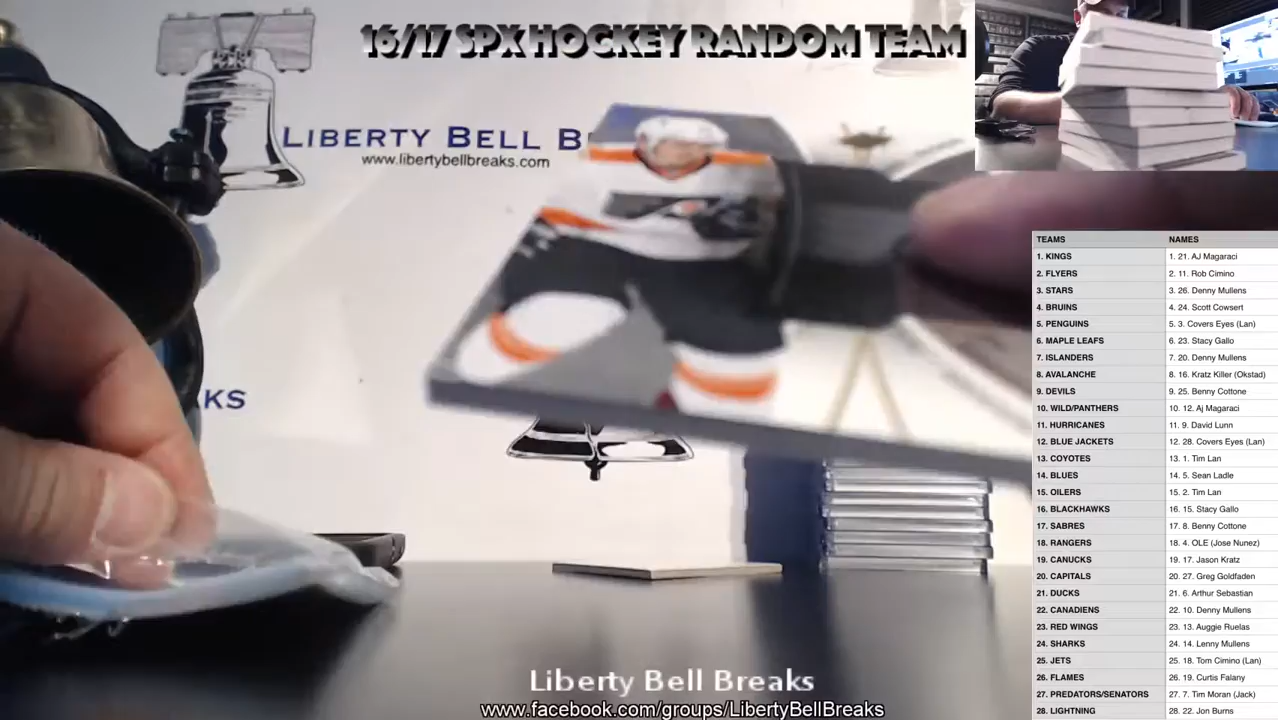 16/17 SPX HOCKEY RANDOM TEAM
LIBERTY BELL B
www.libertybellbreaks.com
KS
TEAMS NAMES
1. KINGS 1. 21. AJ Magaraci
2. FLYERS 2. 11. Rob Cimino
3. STARS 3. 26. Denny Mullens
4. BRUINS 4. 24. Scott Cowsert
5. PENGUINS 5. 3. Covers Eyes (Lan)
6. MAPLE LEAFS 6. 23. Stacy Gallo
7. ISLANDERS 7. 20. Denny Mullens
8. AVALANCHE 8. 16. Kratz Killer (Okstad)
9. DEVILS 9. 25. Benny Cottone
10. WILD/PANTHERS 10. 12. Aj Magaraci
11. HURRICANES 11. 9. David Lunn
12. BLUE JACKETS 12. 28. Covers Eyes (Lan)
13. COYOTES 13. 1. Tim Lan
14. BLUES 14. 5. Sean Ladle
15. OILERS 15. 2. Tim Lan
16. BLACKHAWKS 16. 15. Stacy Gallo
17. SABRES 17. 8. Benny Cottone
18. RANGERS 18. 4. OLE (Jose Nunez)
19. CANUCKS 19. 17. Jason Kratz
20. CAPITALS 20. 27. Greg Goldfaden
21. DUCKS 21. 6. Arthur Sebastian
22. CANADIENS 22. 10. Denny Mullens
23. RED WINGS 23. 13. Auggie Ruelas
24. SHARKS 24. 14. Lenny Mullens
25. JETS 25. 18. Tom Cimino (Lan)
26. FLAMES 26. 19. Curtis Falany
27. PREDATORS/SENATORS 27. 7. Tim Moran (Jack)
28. LIGHTNING 28. 22. Jon Burns
Liberty Bell Breaks
www.facebook.com/groups/LibertyBellBreaks